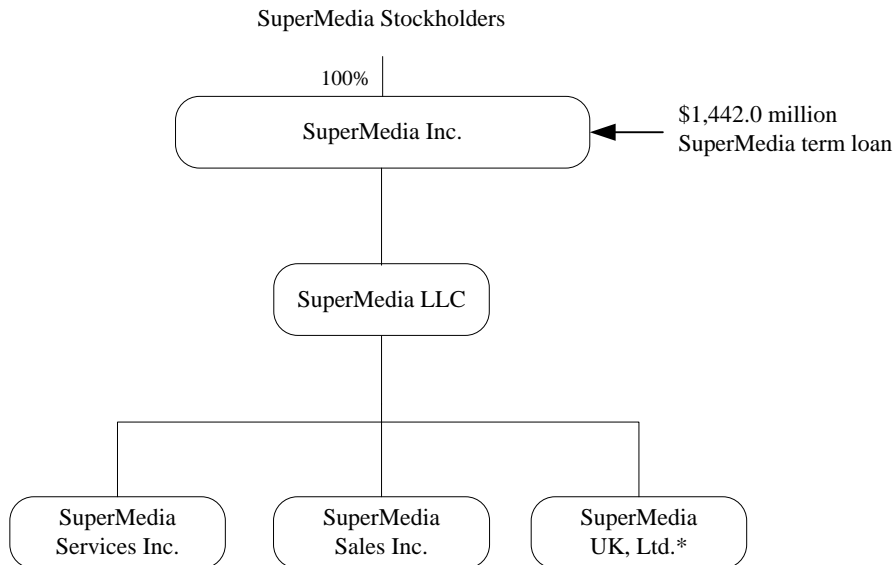 SuperMedia Stockholders
100%
SuperMedia Inc.
$1,442.0 million
SuperMedia term loan
SuperMedia LLC
SuperMedia
Services Inc.
SuperMedia
Sales Inc.
SuperMedia
UK, Ltd.*